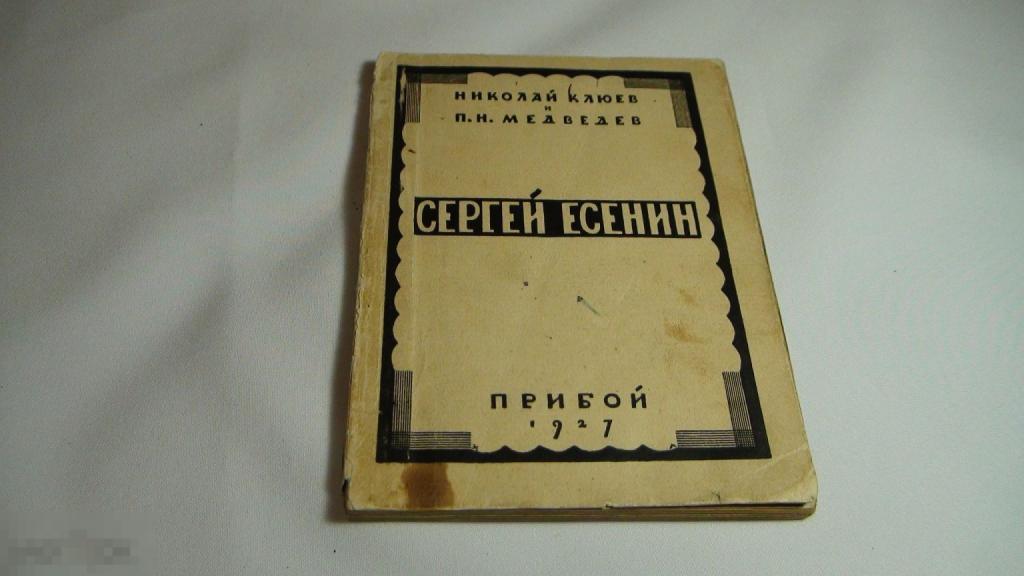 НИКОЛАЙ КЛЮЕВ
И
П.Н. МЕДВЕДЕВ
СЕРГЕЙ ЕСЕНИН
ПРИБОЙ
1927